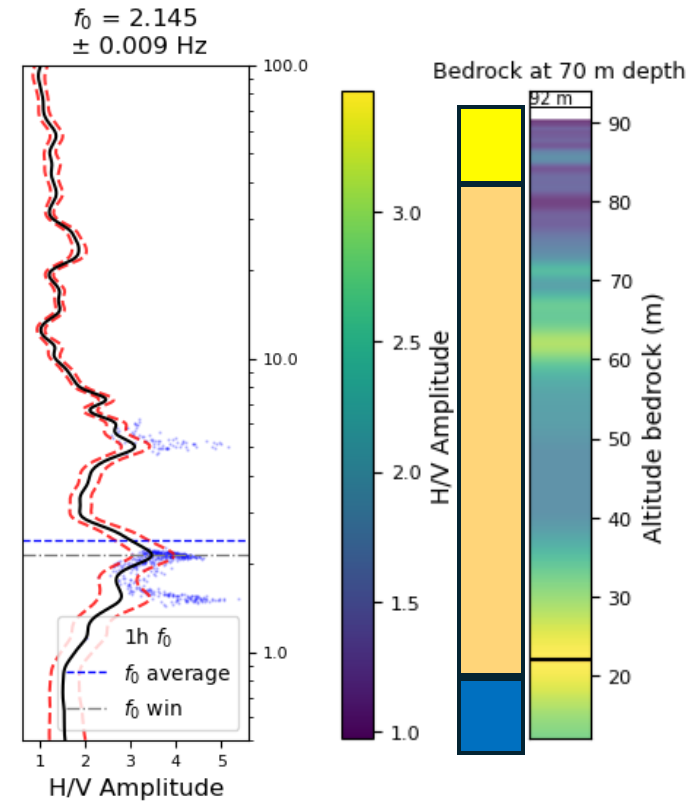 f₀ = 2.145
± 0.009 Hz
100.0
10.0
1.0
1h f₀
f₀ average
f₀ win
1 2 3 4 5
H/V Amplitude
3.0
2.5
2.0
1.5
1.0
H/V Amplitude
Bedrock at 70 m depth
92 m
90
80
70
60
50
40
30
20
Altitude bedrock (m)